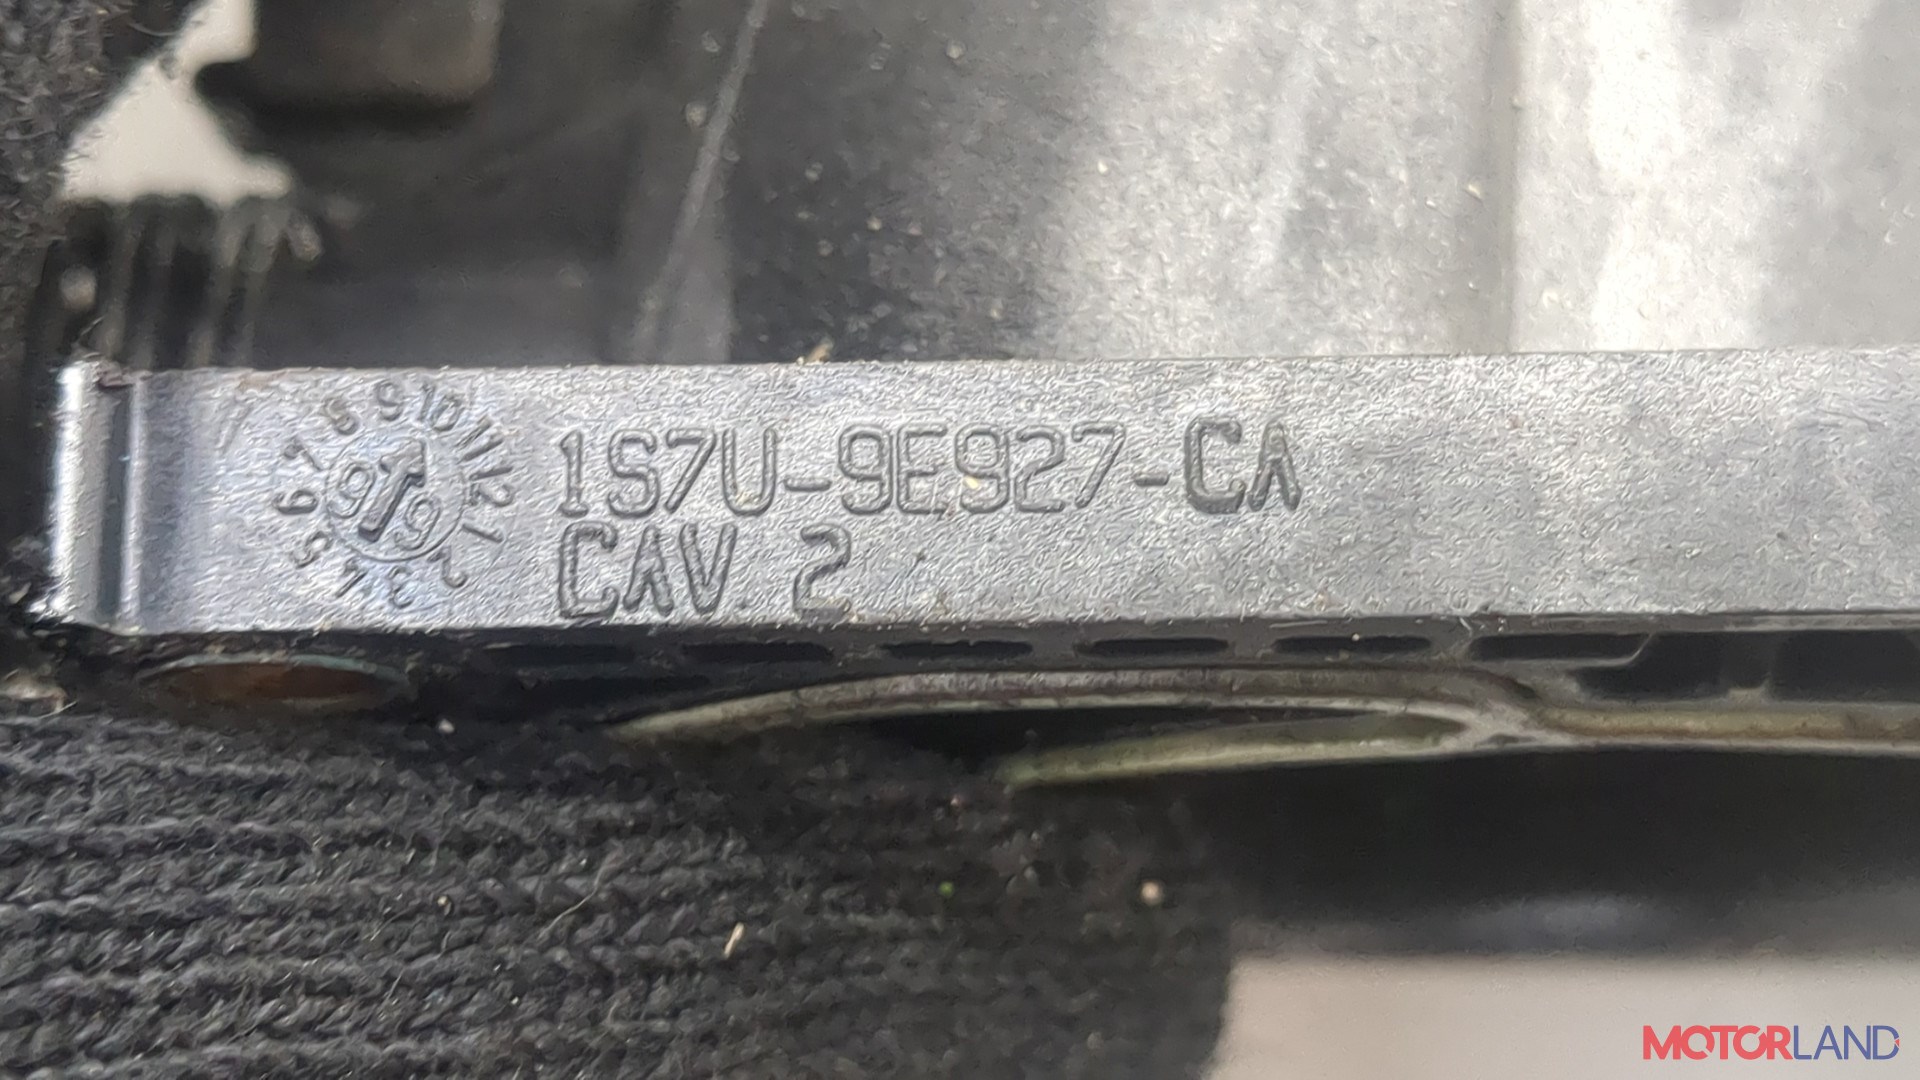 1S7U-9E927-CA
CAV 2
MOTORLAND